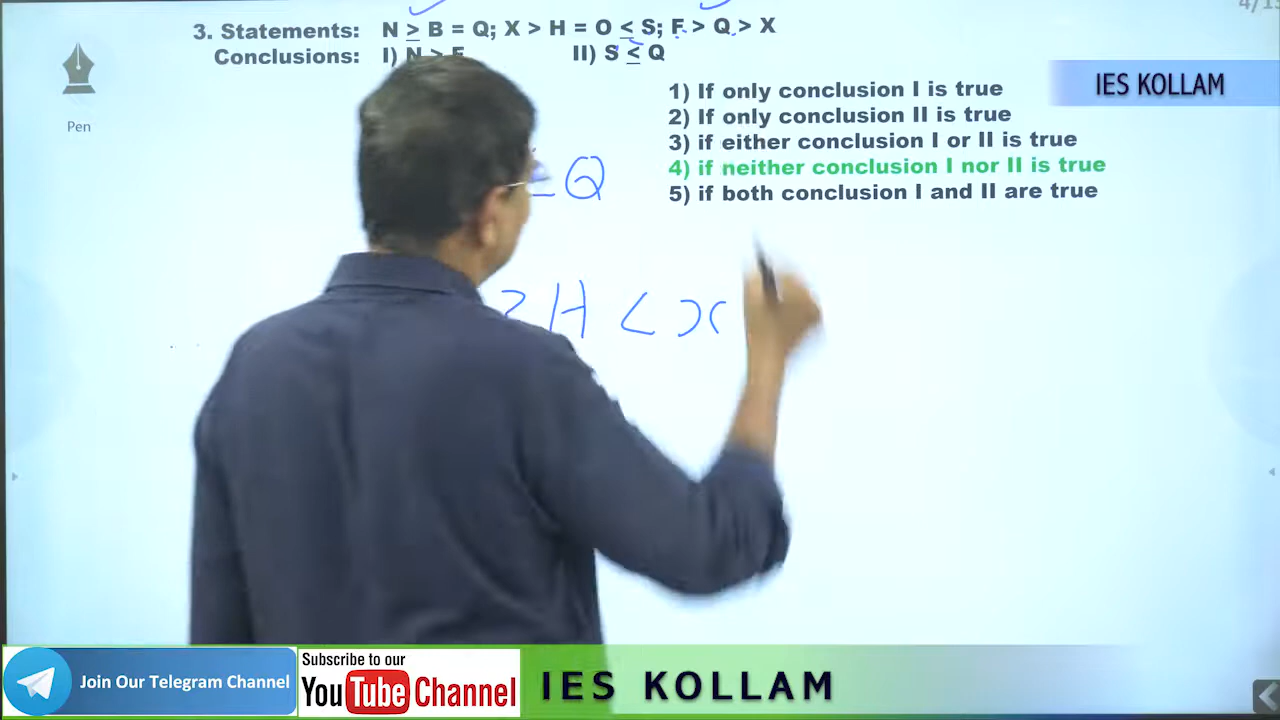 4/15
3. Statements: N ≥ B = Q; X > H = O ≤ S; F > Q > X
Conclusions: I) N > F II) S ≤ Q
1) If only conclusion I is true
2) If only conclusion II is true
3) if either conclusion I or II is true
4) if neither conclusion I nor II is true
5) if both conclusion I and II are true
IES KOLLAM
Pen
Q
H < x
Join Our Telegram Channel
Subscribe to our
YouTube Channel
IES KOLLAM